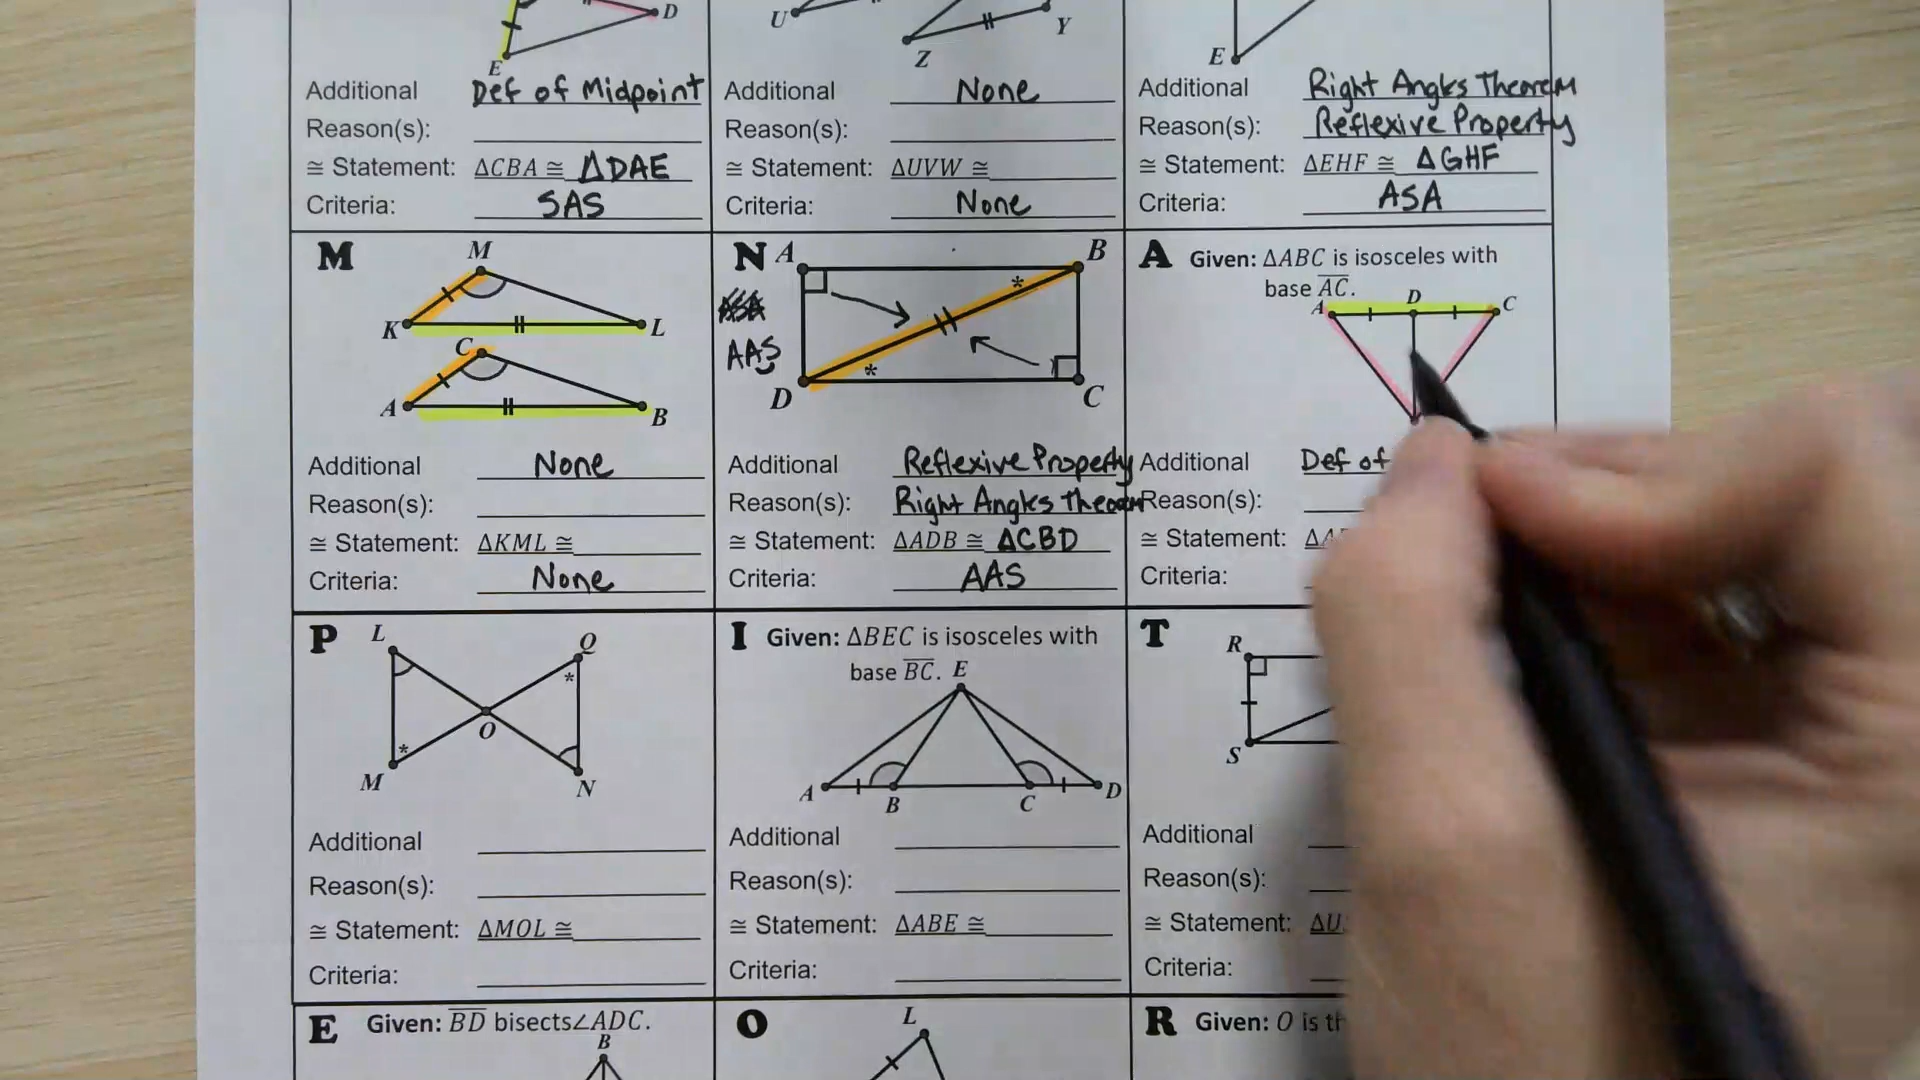 D
E
Additional Def of Midpoint
Reason(s):
≅ Statement: ΔCBA ≅ ΔDAE
Criteria: SAS
U
Z
Y
Additional None
Reason(s):
≅ Statement: ΔUVW ≅
Criteria: None
E
Additional Right Angles Theorem
Reason(s): Reflexive Property
≅ Statement: ΔEHF ≅ ΔGHF
Criteria: ASA
M
M
K
L
C
A
B
Additional None
Reason(s):
≅ Statement: ΔKML ≅
Criteria: None
N
A
B
*
ASA
AAS
*
D
C
Additional Reflexive Property
Reason(s): Right Angles Theorem
≅ Statement: ΔADB ≅ ΔCBD
Criteria: AAS
A Given: ΔABC is isosceles with
base AC.
A
D
C
Additional Def of
Reason(s):
≅ Statement:
Criteria:
P
L
Q
*
O
*
M
N
Additional
Reason(s):
≅ Statement: ΔMOL ≅
Criteria:
I Given: ΔBEC is isosceles with
base BC.
E
A
B
C
D
Additional
Reason(s):
≅ Statement: ΔABE ≅
Criteria:
T
R
S
Additional
Reason(s):
≅ Statement: ΔU
Criteria:
E Given: BD bisects∠ADC.
B
O
L
R Given: O is th